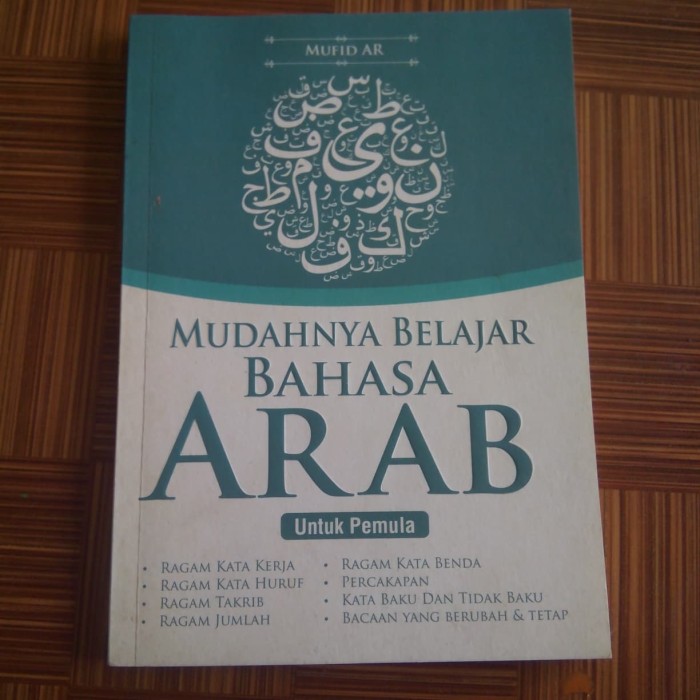 MUFID AR
MUDAHNYA BELAJAR
BAHASA
ARAB
Untuk Pemula
• RAGAM KATA KERJA
• RAGAM KATA HURUF
• RAGAM TAKRIB
• RAGAM JUMLAH
• RAGAM KATA BENDA
• PERCAKAPAN
• KATA BAKU DAN TIDAK BAKU
• BACAAN YANG BERUBAH & TETAP